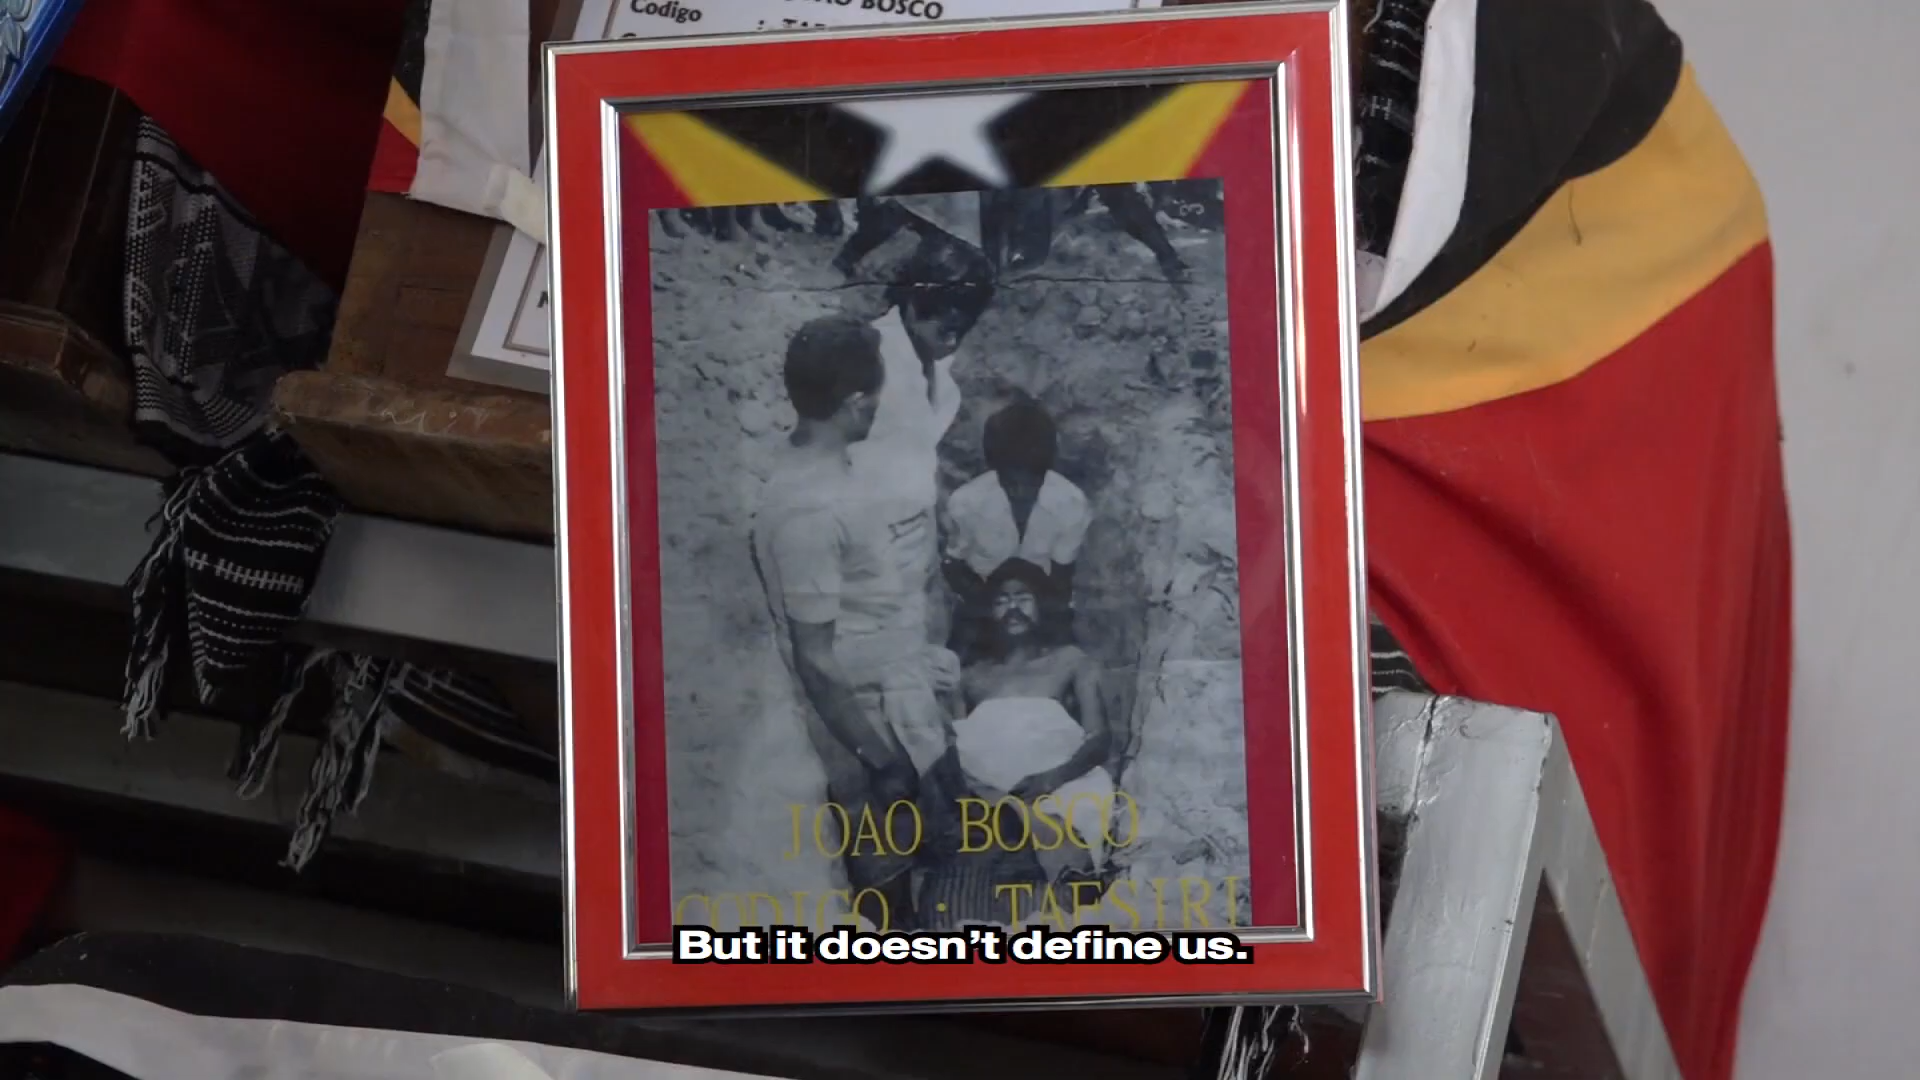 BOSCO
Codigo
JOAO BOSCO
CODIGO : TAESIRI
But it doesn't define us.